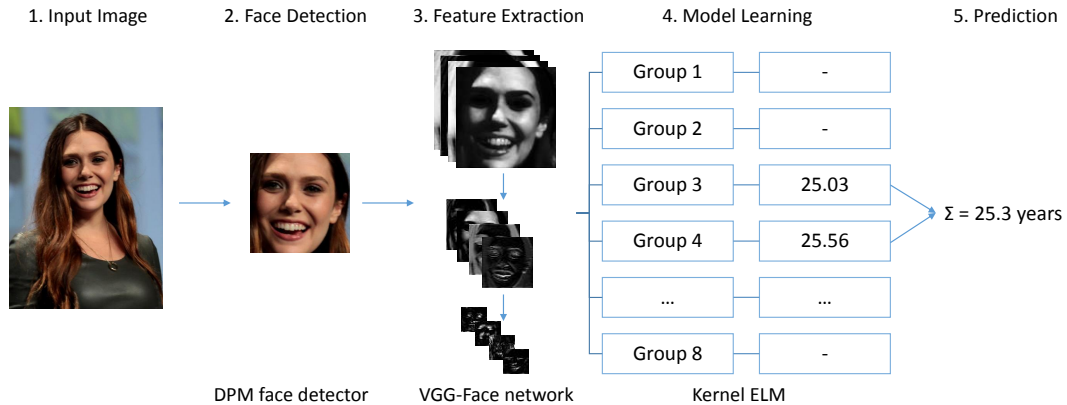 1. Input Image
2. Face Detection
3. Feature Extraction
4. Model Learning
5. Prediction
Group 1
-
Group 2
-
Group 3
25.03
Group 4
25.56
...
...
Group 8
-
Σ = 25.3 years
DPM face detector
VGG-Face network
Kernel ELM